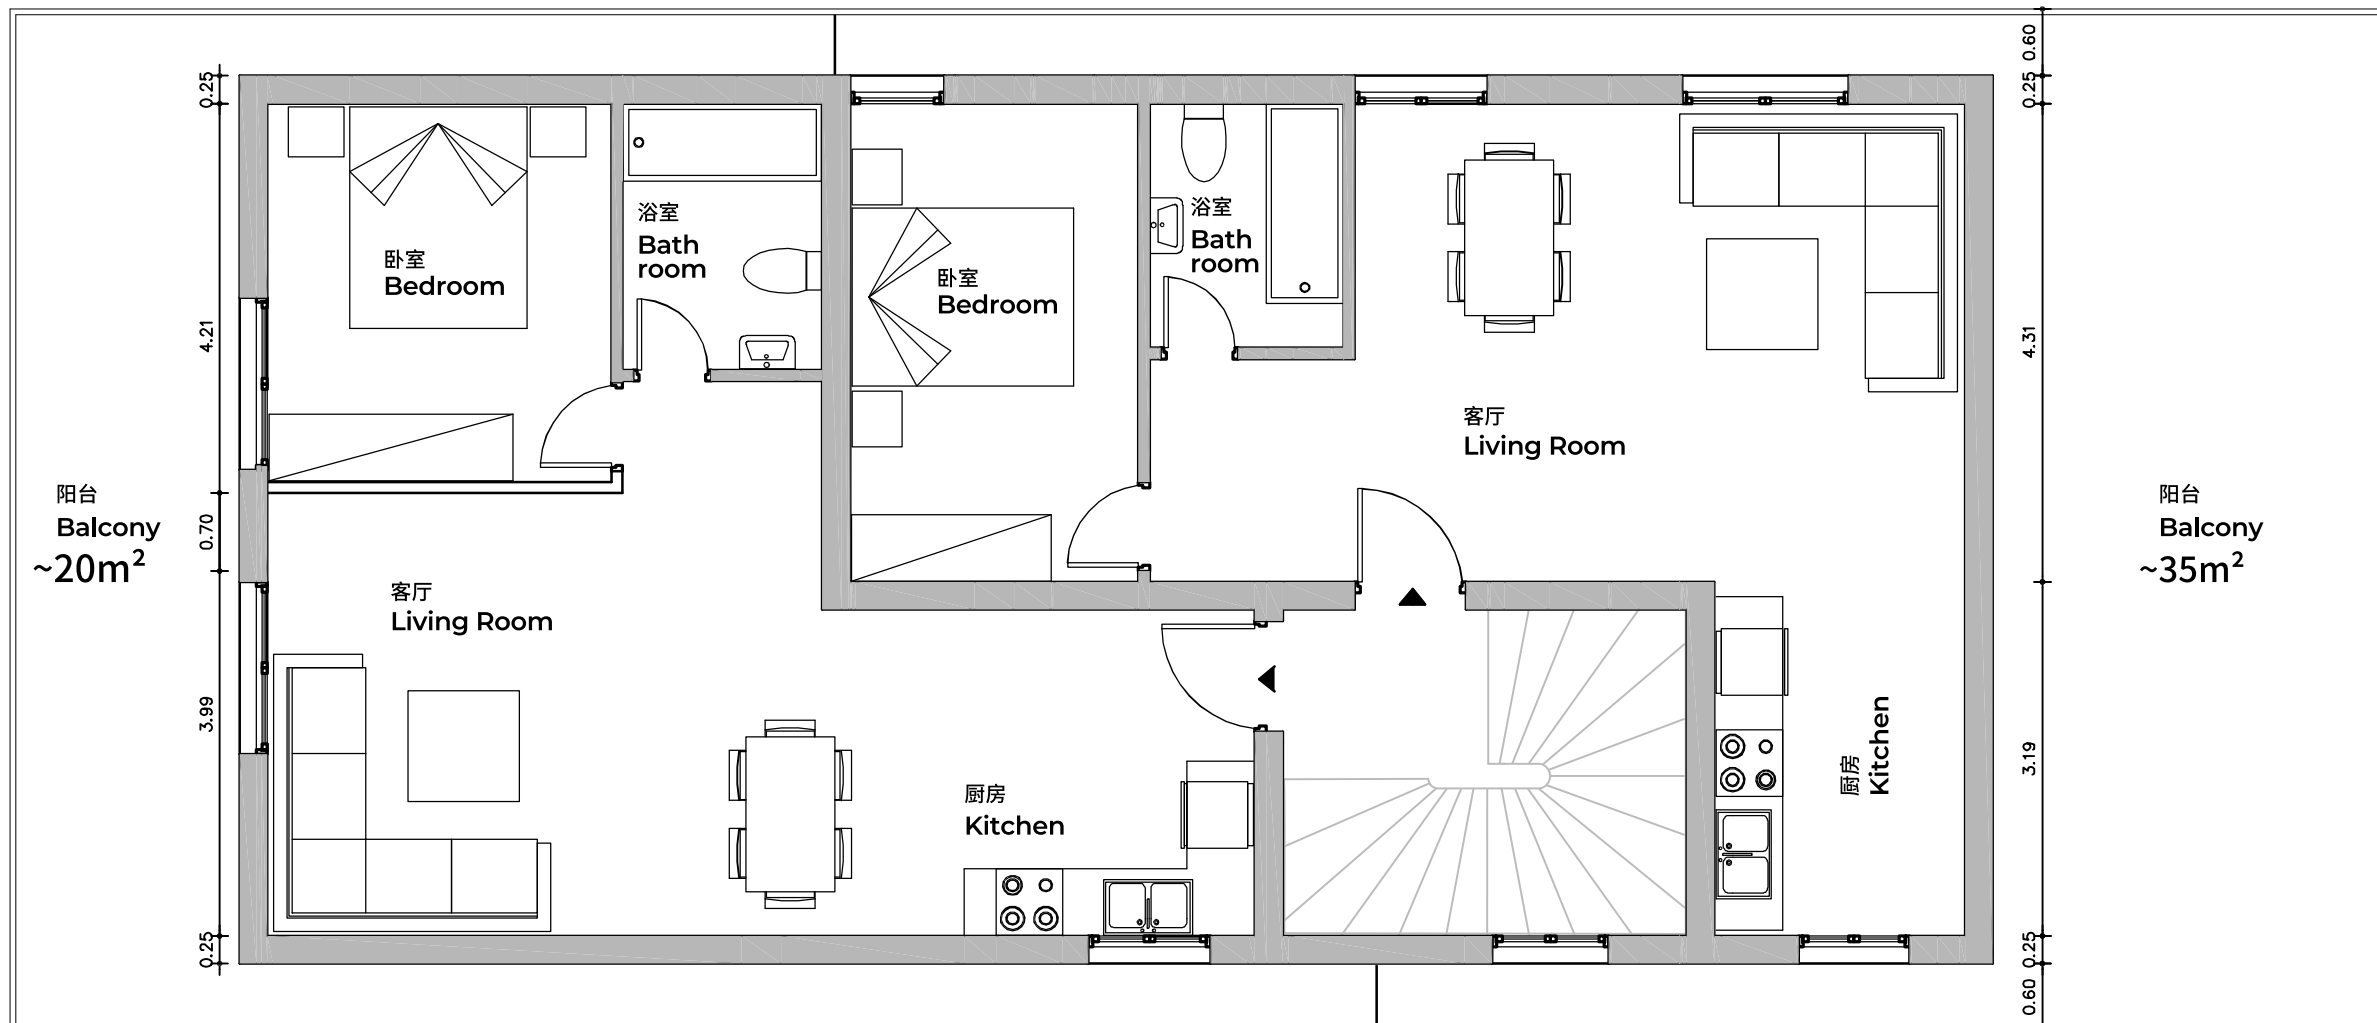 0.25
4.21
0.70
3.99
0.25
阳台
Balcony
~20m²
卧室
Bedroom
浴室
Bath
room
客厅
Living Room
厨房
Kitchen
卧室
Bedroom
浴室
Bath
room
客厅
Living Room
厨房
Kitchen
0.60
0.25
4.31
3.19
0.25
0.60
阳台
Balcony
~35m²